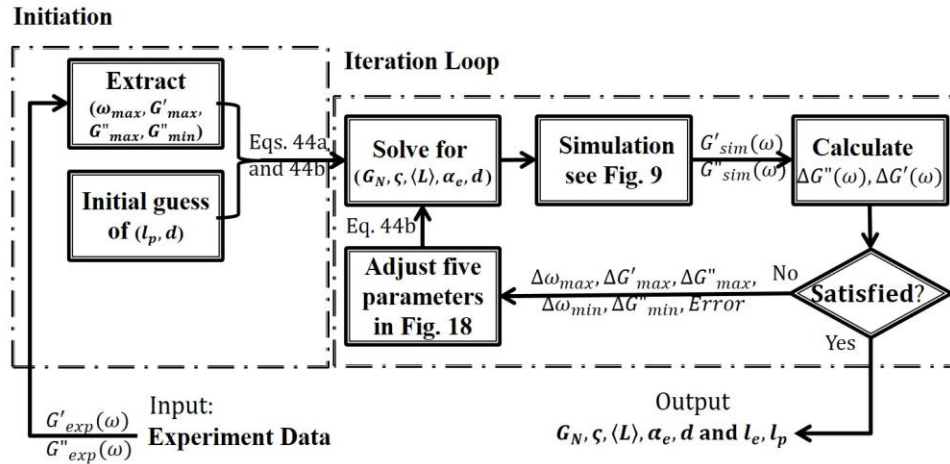 Initiation
Extract
(ω_max, G'_max,
G"_max, G"_min)
Initial guess
of (l_p, d)
Eqs. 44a
and 44b
Iteration Loop
Solve for
(G_N, ς, ⟨L⟩, α_e, d)
Simulation
see Fig. 9
G'_sim(ω)
G"_sim(ω)
Calculate
ΔG"(ω), ΔG'(ω)
Eq. 44b
Adjust five
parameters
in Fig. 18
Δω_max, ΔG'_max, ΔG"_max,
Δω_min, ΔG"_min, Error
No
Satisfied?
Yes
G'_exp(ω)
G"_exp(ω)
Input:
Experiment Data
Output
G_N, ς, ⟨L⟩, α_e, d and l_e, l_p